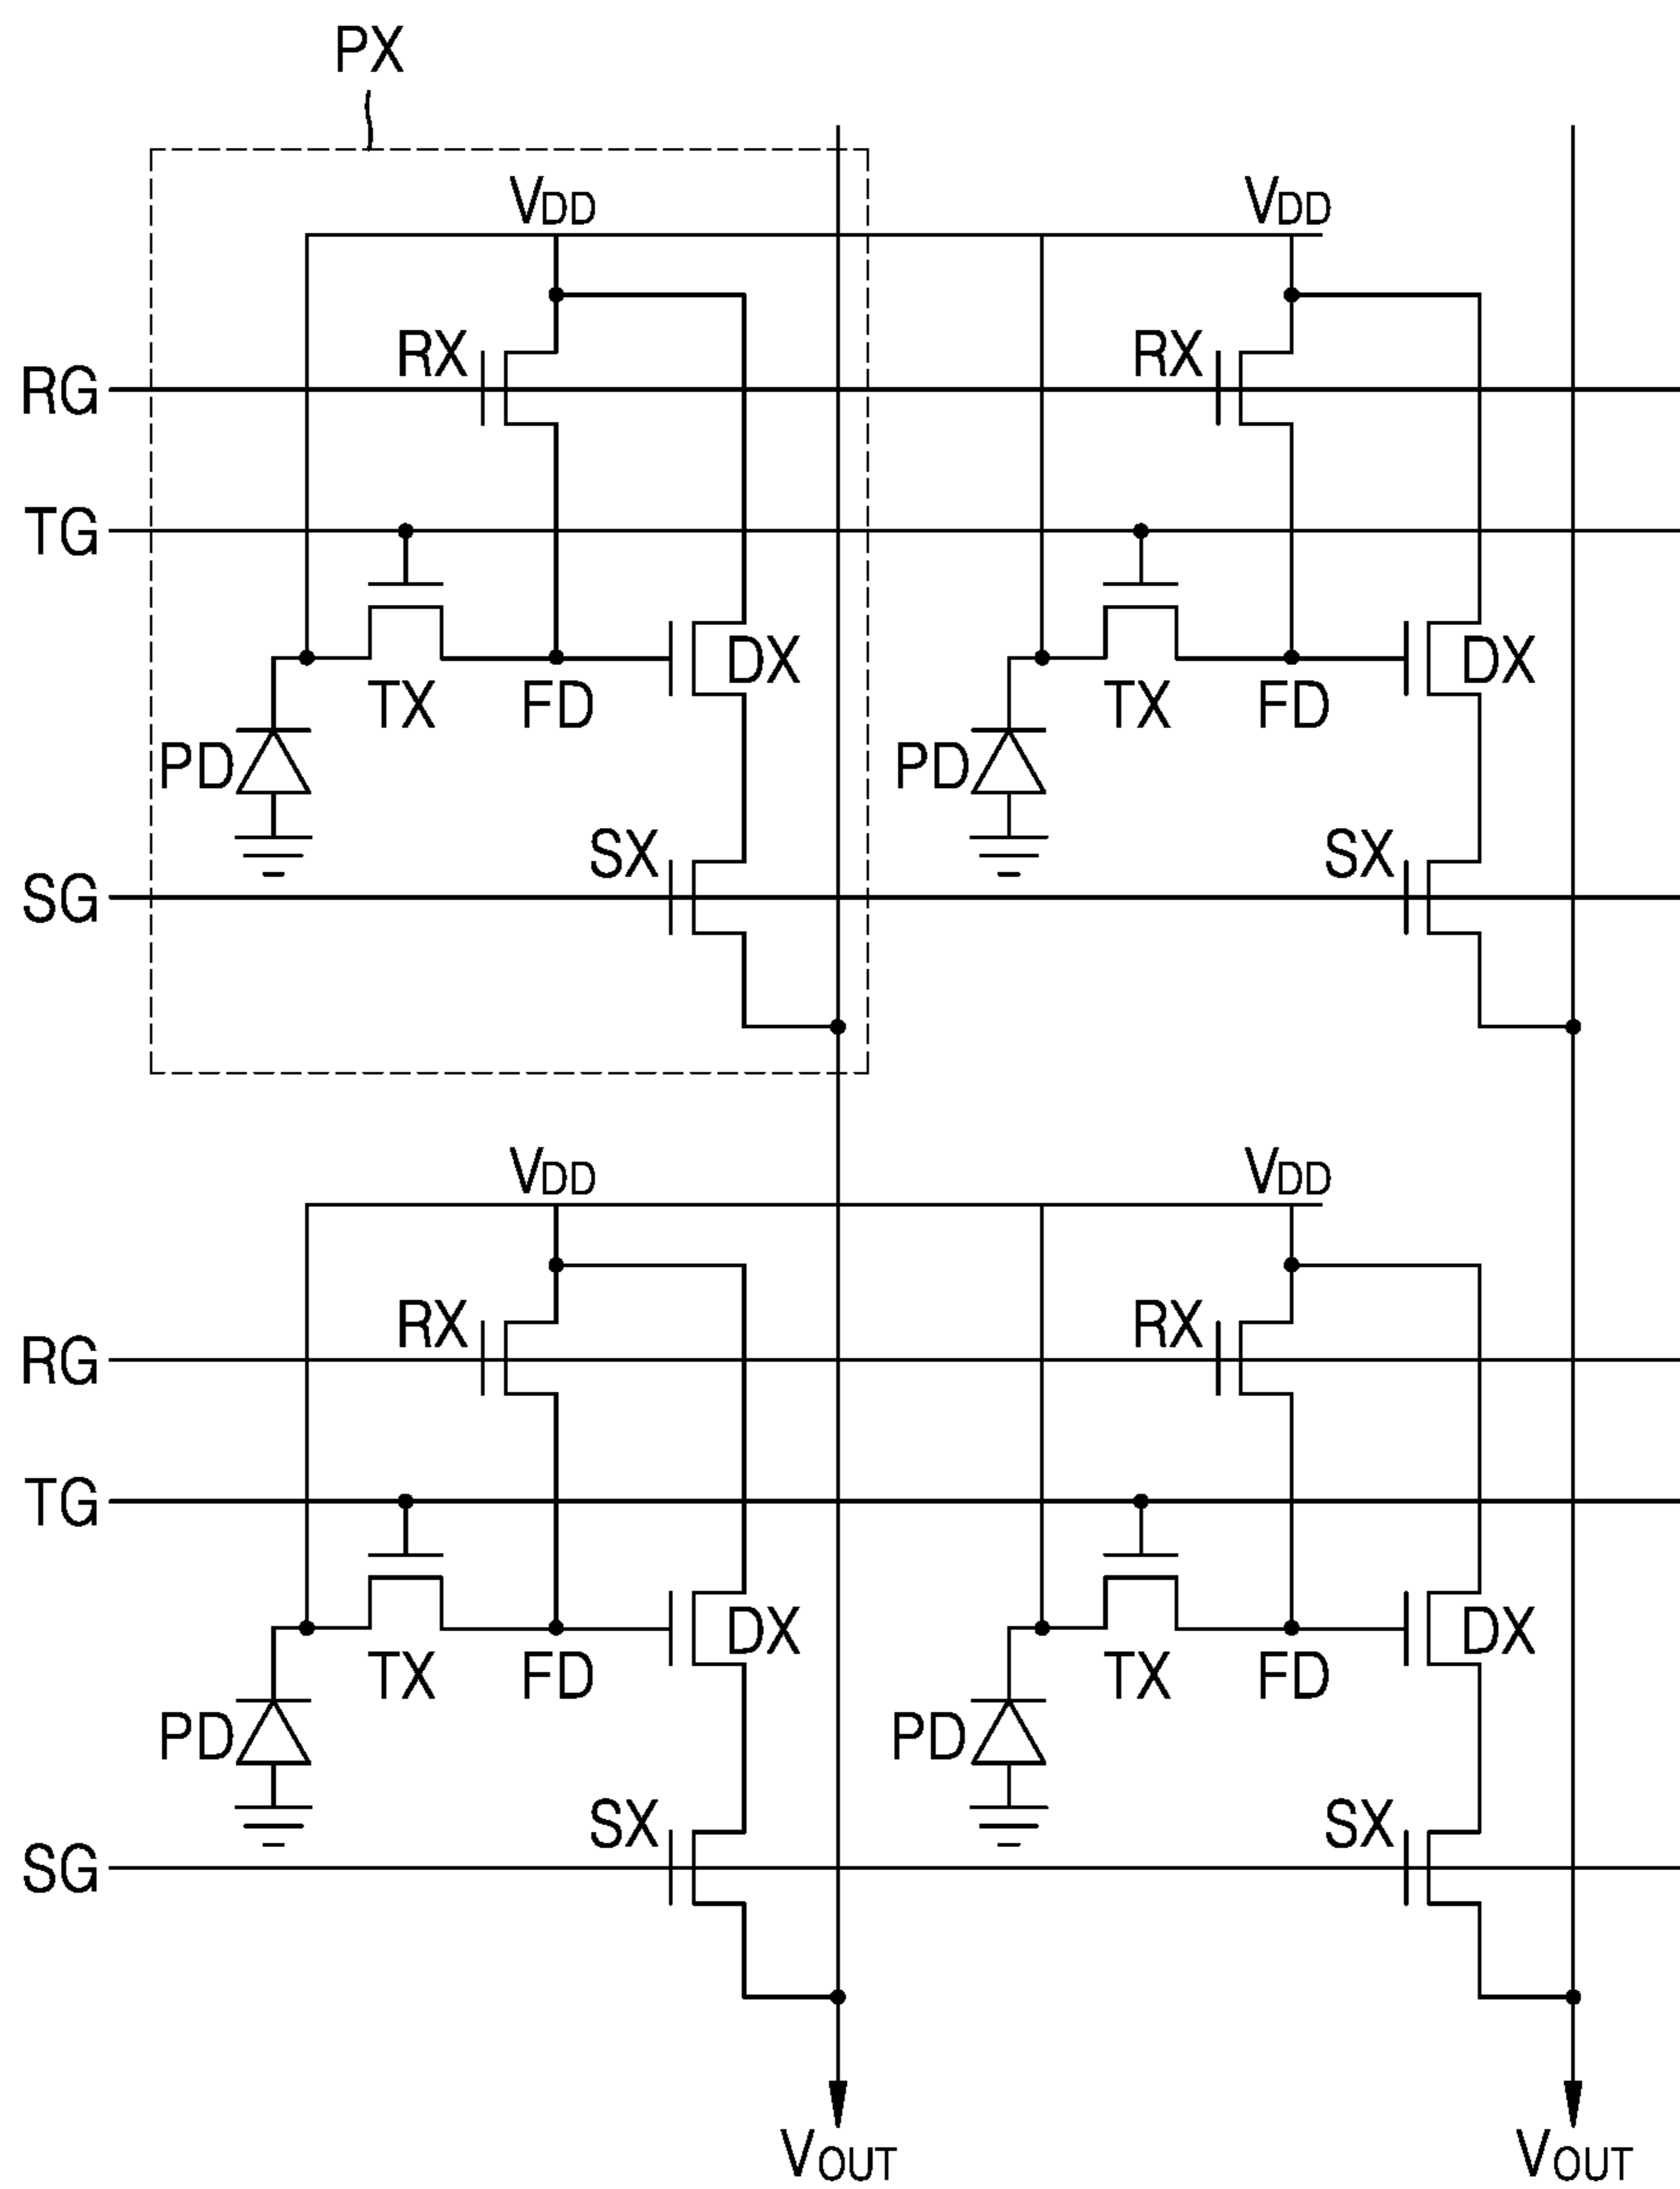 PX
VDD VDD
RX RX
RG
TG
DX DX
TX FD TX FD
PD PD
SX SX
SG
VDD VDD
RX RX
RG
TG
DX DX
TX FD TX FD
PD PD
SX SX
SG
VOUT VOUT